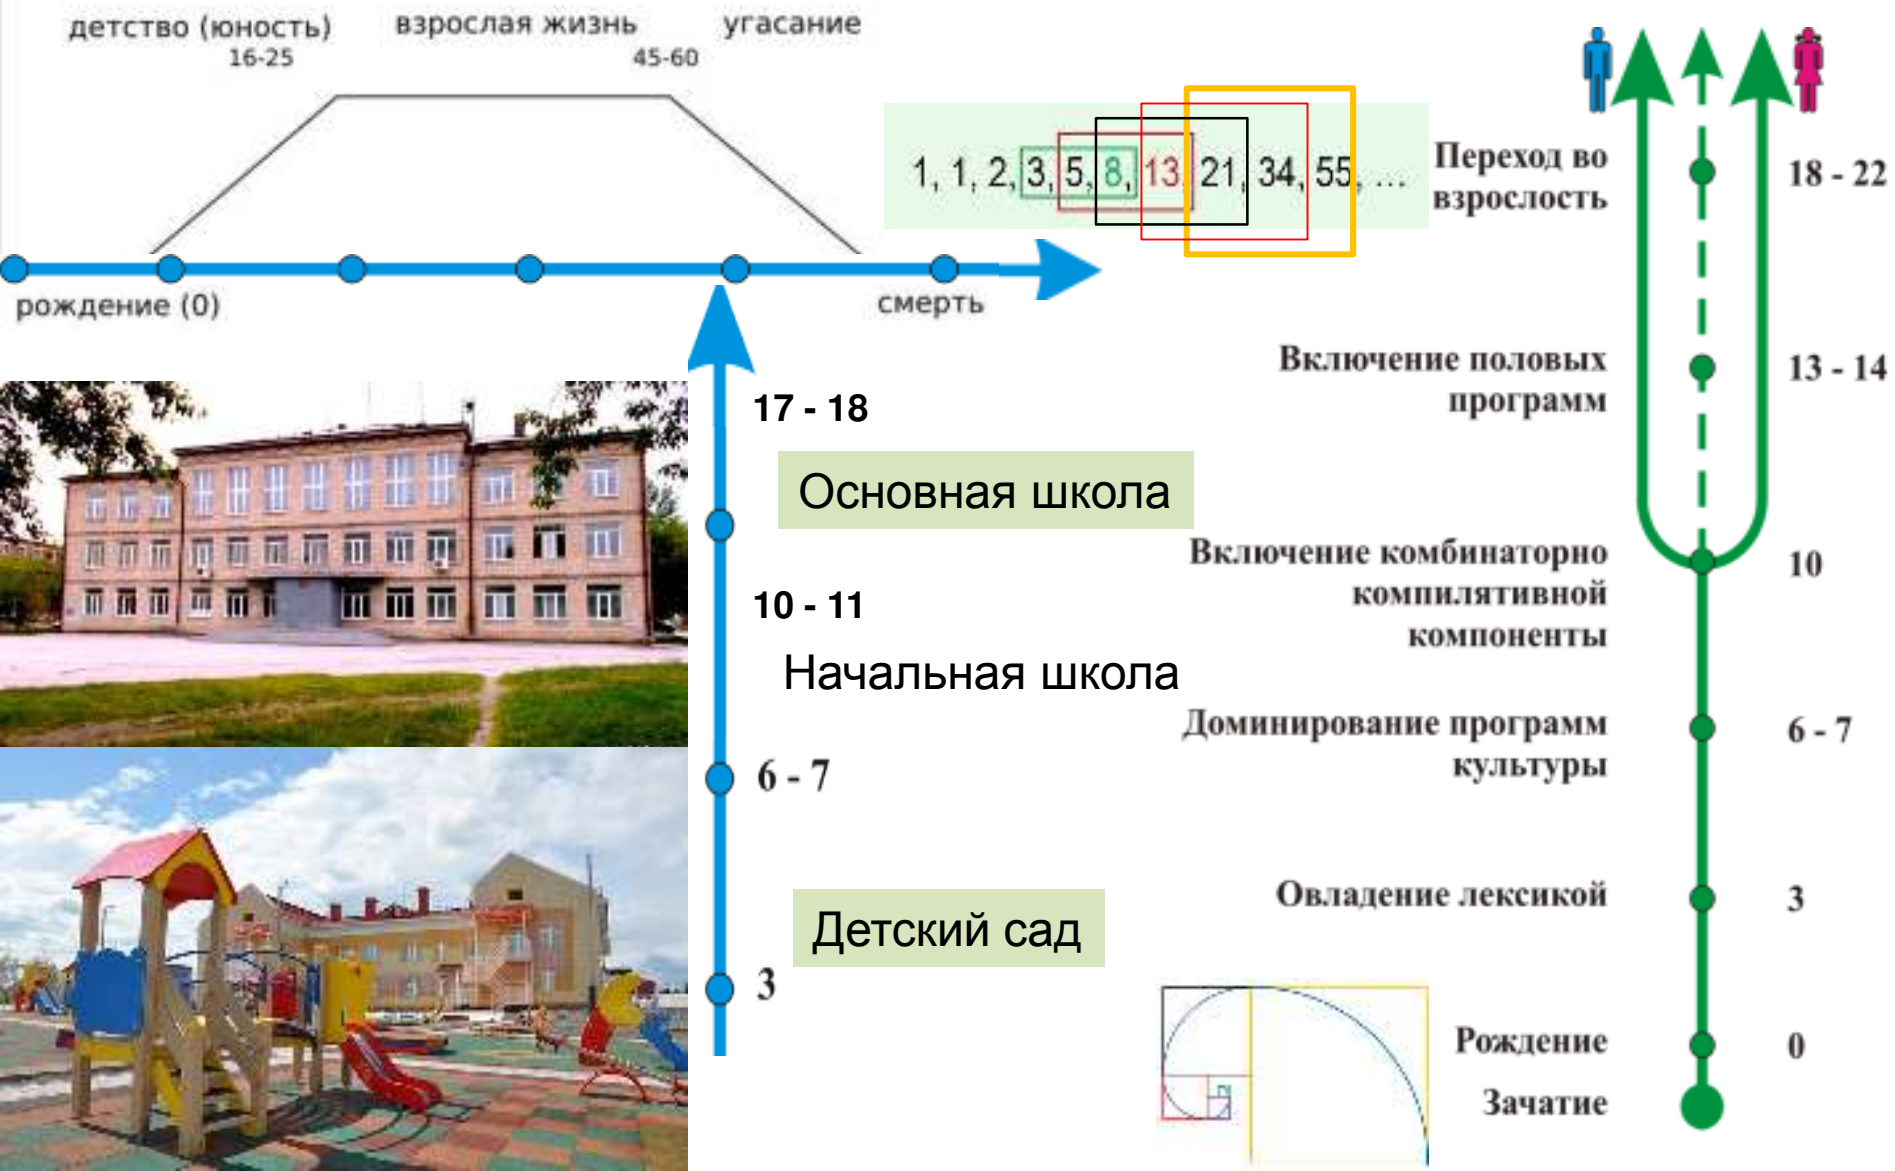 детство (юность)
16-25
взрослая жизнь
45-60
угасание
рождение (0)
смерть
1, 1, 2, 3, 5, 8, 13, 21, 34, 55, ...
17 - 18
Основная школа
10 - 11
Начальная школа
6 - 7
Детский сад
3
Переход во
взрослость
18 - 22
Включение половых
программ
13 - 14
Включение комбинаторно
компилятивной
компоненты
10
Доминирование программ
культуры
6 - 7
Овладение лексикой
3
Рождение
0
Зачатие
2